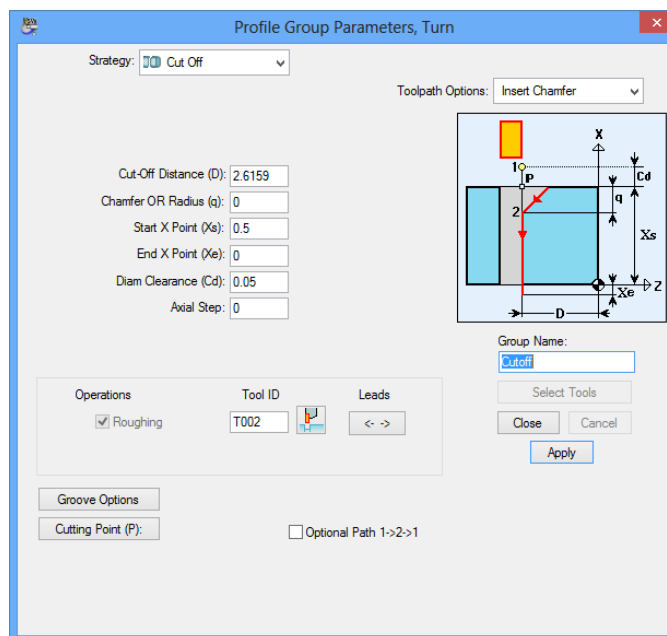 Profile Group Parameters, Turn
Strategy: Cut Off
Toolpath Options: Insert Chamfer
Cut-Off Distance (D): 2.6159
Chamfer OR Radius (q): 0
Start X Point (Xs): 0.5
End X Point (Xe): 0
Diam Clearance (Cd): 0.05
Axial Step: 0
X
1
P
Cd
q
2
Xs
Z
Xe
D
Group Name:
Cutoff
Operations Tool ID Leads
Select Tools
Roughing T002 <- ->
Close Cancel
Apply
Groove Options
Cutting Point (P): Optional Path 1->2->1